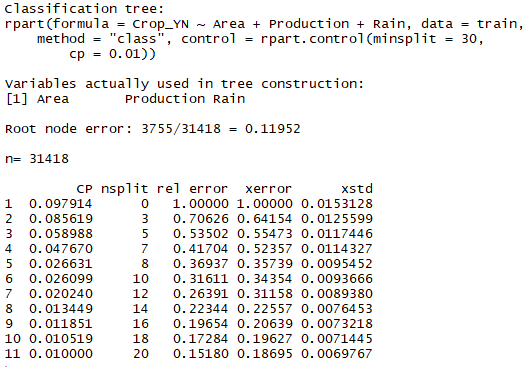 Classification tree:
rpart(formula = Crop_YN ~ Area + Production + Rain, data = train,
    method = "class", control = rpart.control(minsplit = 30,
        cp = 0.01))

Variables actually used in tree construction:
[1] Area       Production Rain

Root node error: 3755/31418 = 0.11952

n= 31418

         CP nsplit rel error  xerror      xstd
1  0.097914      0   1.00000 1.00000 0.0153128
2  0.085619      3   0.70626 0.64154 0.0125599
3  0.058988      5   0.53502 0.55473 0.0117446
4  0.047670      7   0.41704 0.52357 0.0114327
5  0.026631      8   0.36937 0.35739 0.0095452
6  0.026099     10   0.31611 0.34354 0.0093666
7  0.020240     12   0.26391 0.31158 0.0089380
8  0.013449     14   0.22344 0.22557 0.0076453
9  0.011851     16   0.19654 0.20639 0.0073218
10 0.010519     18   0.17284 0.19627 0.0071445
11 0.010000     20   0.15180 0.18695 0.0069767